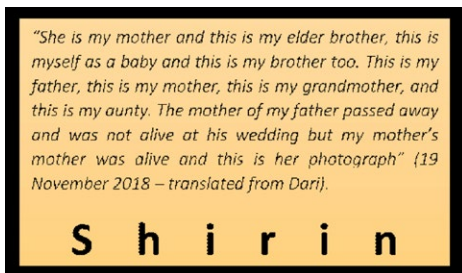 “She is my mother and this is my elder brother, this is
myself as a baby and this is my brother too. This is my
father, this is my mother, this is my grandmother, and
this is my aunty. The mother of my father passed away
and was not alive at his wedding but my mother’s
mother was alive and this is her photograph” (19
November 2018 – translated from Dari).
S h i r i n